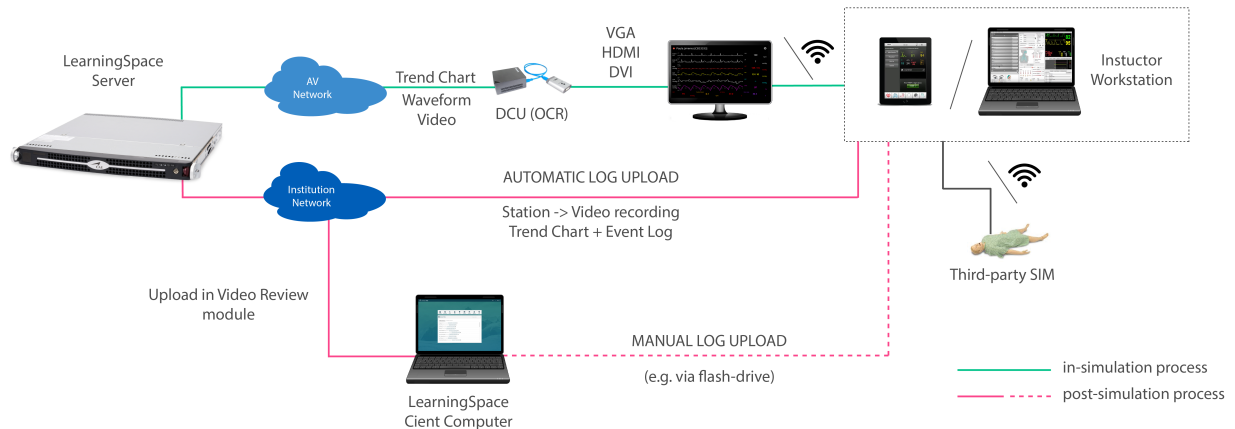 LearningSpace
Server
AV
Network
Trend Chart
Waveform
Video
DCU (OCR)
VGA
HDMI
DVI
Instuctor
Workstation
Institution
Network
AUTOMATIC LOG UPLOAD
Station -> Video recording
Trend Chart + Event Log
Third-party SIM
Upload in Video Review
module
MANUAL LOG UPLOAD
(e.g. via flash-drive)
LearningSpace
Cient Computer
in-simulation process
post-simulation process